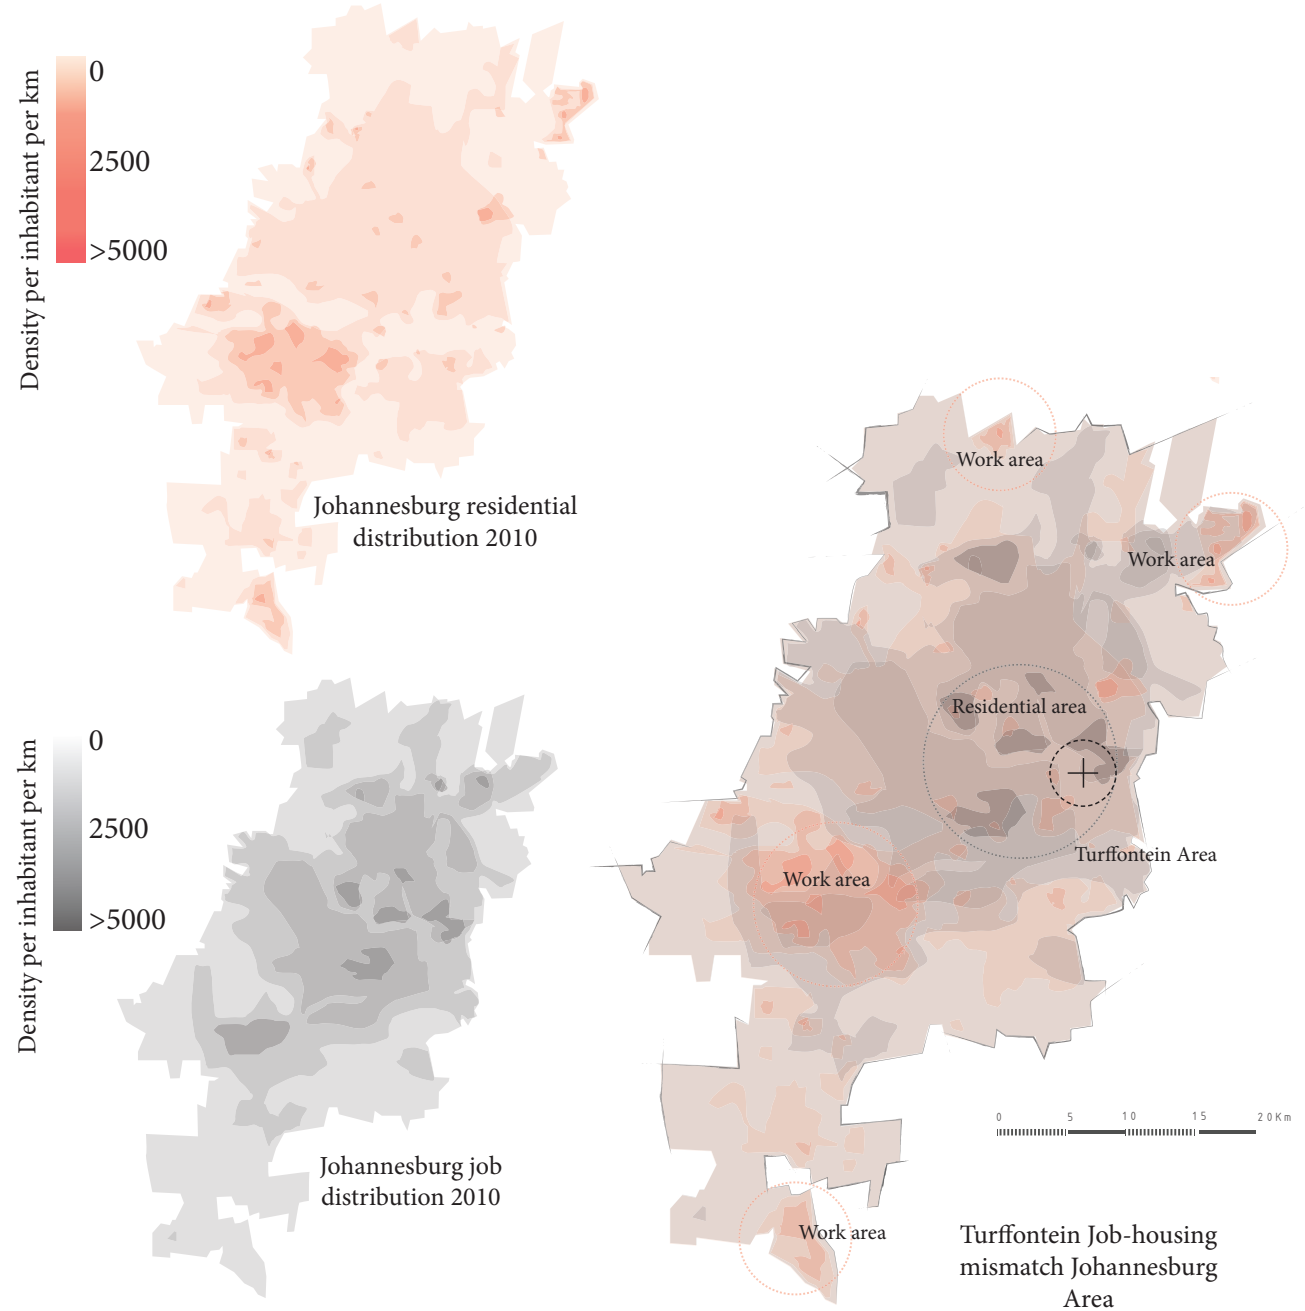 Density per inhabitant per km
0
2500
>5000
Johannesburg residential
distribution 2010
Density per inhabitant per km
0
2500
>5000
Johannesburg job
distribution 2010
Work area
Work area
Residential area
Turffontein Area
Work area
0 5 10 15 20Km
Work area
Turffontein Job-housing
mismatch Johannesburg
Area